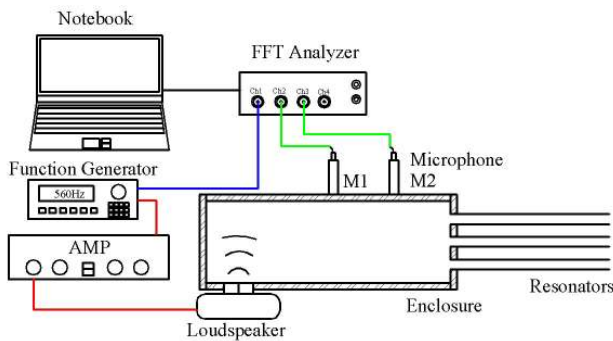 Notebook
FFT Analyzer
Ch1 Ch2 Ch3 Ch4
Function Generator
560Hz
Microphone
M1 M2
AMP
Loudspeaker
Enclosure
Resonators